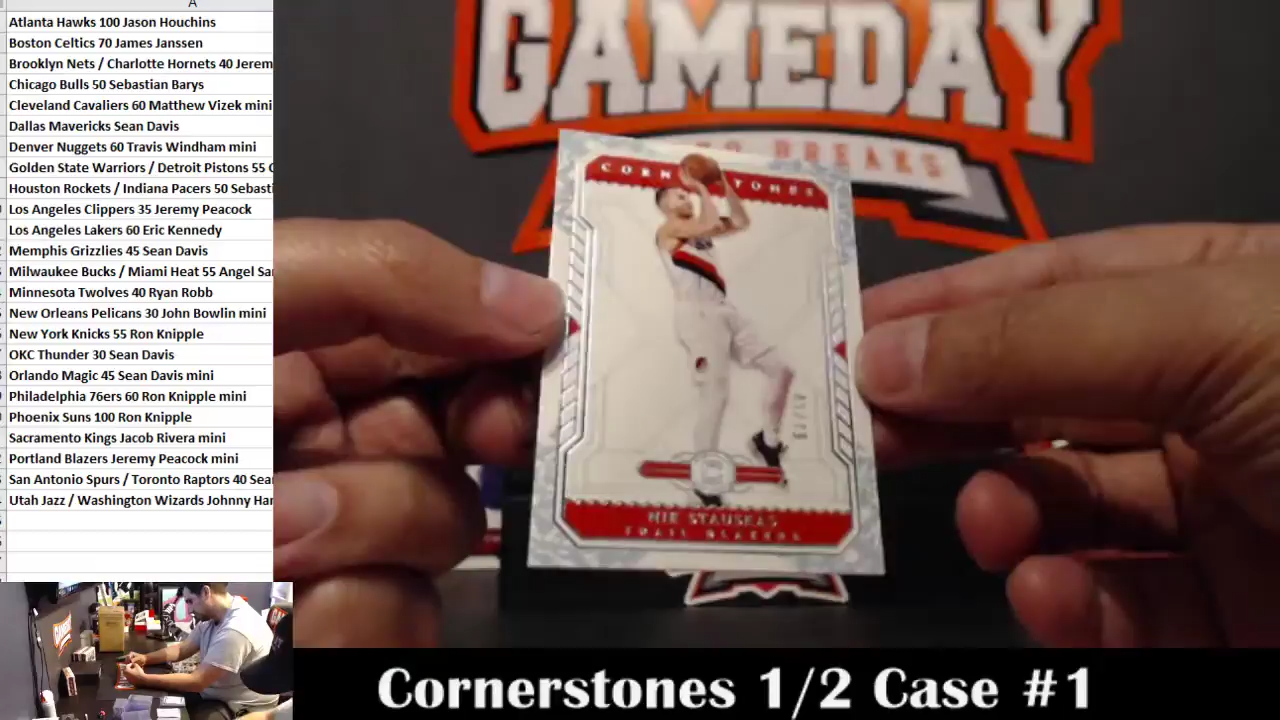 A
Atlanta Hawks 100 Jason Houchins
Boston Celtics 70 James Janssen
Brooklyn Nets / Charlotte Hornets 40 Jerem
Chicago Bulls 50 Sebastian Barys
Cleveland Cavaliers 60 Matthew Vizek mini
Dallas Mavericks Sean Davis
Denver Nuggets 60 Travis Windham mini
Golden State Warriors / Detroit Pistons 55
Houston Rockets / Indiana Pacers 50 Sebasti
Los Angeles Clippers 35 Jeremy Peacock
Los Angeles Lakers 60 Eric Kennedy
Memphis Grizzlies 45 Sean Davis
Milwaukee Bucks / Miami Heat 55 Angel Sa
Minnesota Twolves 40 Ryan Robb
New Orleans Pelicans 30 John Bowlin mini
New York Knicks 55 Ron Knipple
OKC Thunder 30 Sean Davis
Orlando Magic 45 Sean Davis mini
Philadelphia 76ers 60 Ron Knipple mini
Phoenix Suns 100 Ron Knipple
Sacramento Kings Jacob Rivera mini
Portland Blazers Jeremy Peacock mini
San Antonio Spurs / Toronto Raptors 40 Sea
Utah Jazz / Washington Wizards Johnny Ha
GAMEDAY
BREAKS
CORN TONES
NIK STAUSKAS
TRAIL BLAZERS
GAMEDAY
Cornerstones 1/2 Case #1